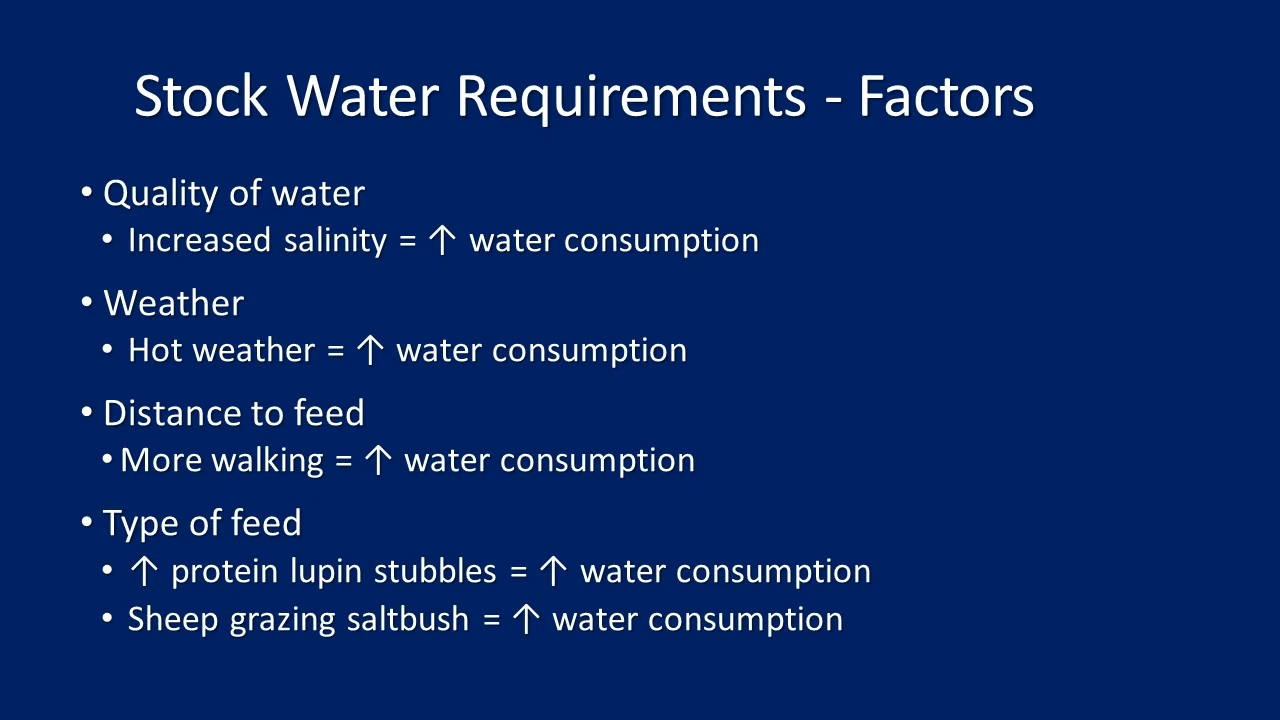 Stock Water Requirements - Factors
• Quality of water
• Increased salinity = ↑ water consumption
• Weather
• Hot weather = ↑ water consumption
• Distance to feed
• More walking = ↑ water consumption
• Type of feed
• ↑ protein lupin stubbles = ↑ water consumption
• Sheep grazing saltbush = ↑ water consumption